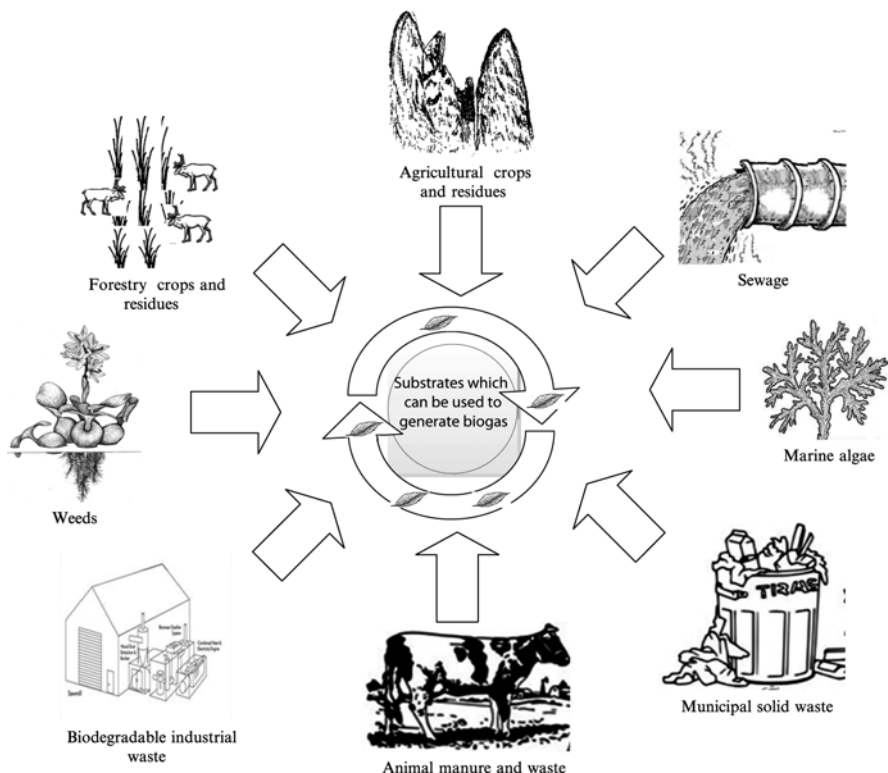 Agricultural crops
and residues
Sewage
Forestry crops and
residues
Substrates which
can be used to
generate biogas
Marine algae
Weeds
Municipal solid waste
Sawmill
Biodegradable industrial
waste
Animal manure and waste